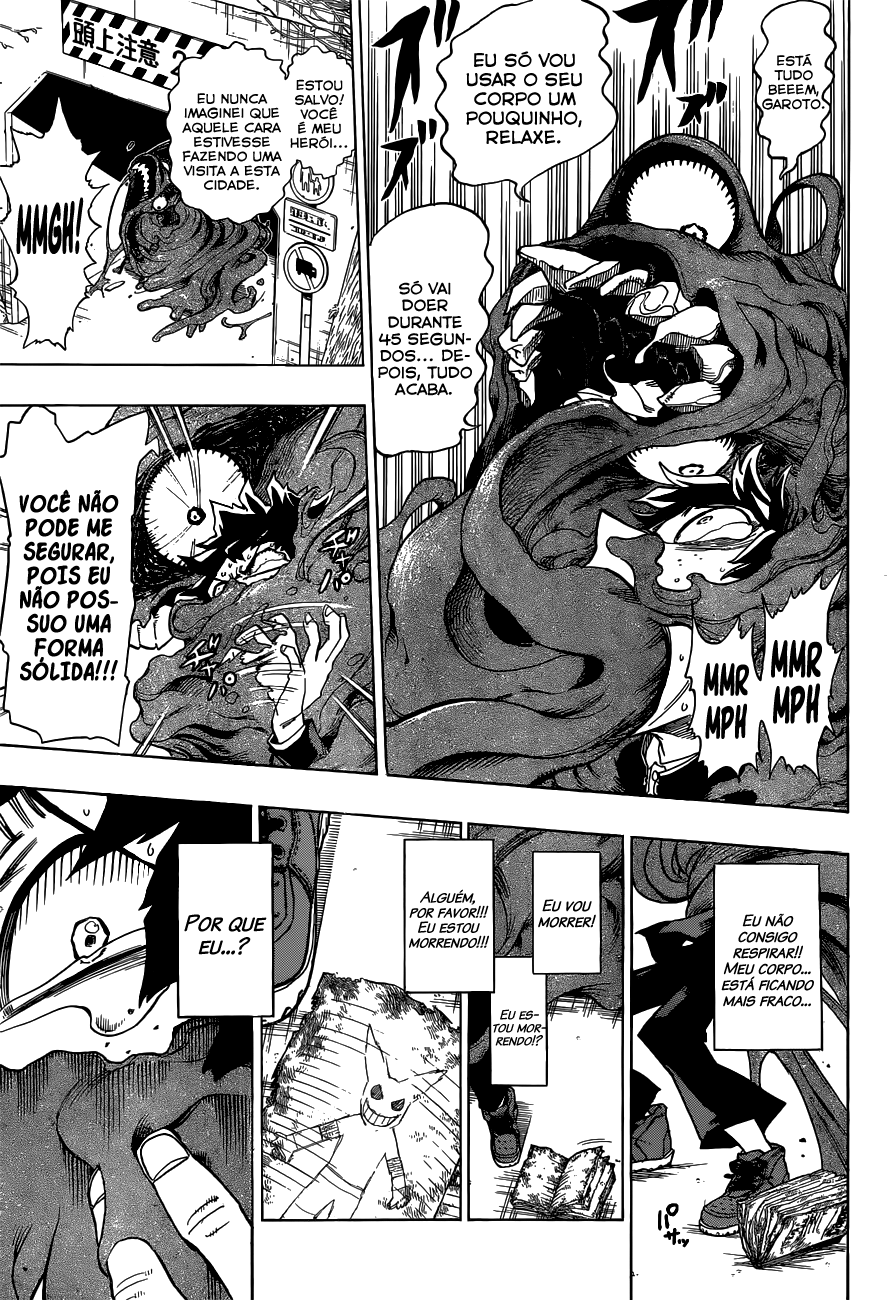 ESTÁ
TUDO
BEEEM,
GAROTO.
EU SÓ VOU
USAR O SEU
CORPO UM
POUQUINHO,
RELAXE.
SÓ VAI
DOER
DURANTE
45 SEGUN-
DOS... DE-
POIS, TUDO
ACABA.
MMR
MPH
MMR
MPH
頭上注意 2
ESTOU
SALVO!
VOCÊ
É MEU
HERÓI...
EU NUNCA
IMAGINEI QUE
AQUELE CARA
ESTIVESSE
FAZENDO UMA
VISITA A ESTA
CIDADE.
MMGH!
VOCÊ NÃO
PODE ME
SEGURAR,
POIS EU
NÃO POS-
SUO UMA
FORMA
SÓLIDA!!!
EU NÃO
CONSIGO
RESPIRAR!!
MEU CORPO...
ESTÁ FICANDO
MAIS FRACO...
パサッ
EU VOU
MORRER!
EU ES-
TOU MOR-
RENDO!?
ALGUÉM,
POR FAVOR!!!
EU ESTOU
MORRENDO!!!
POR QUE
EU...?